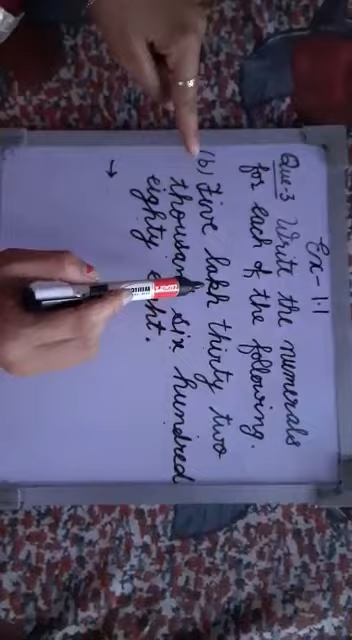 Ex - 1.1
Que-3 Write the numerals
for each of the following.
(b) Five lakh thirty two
thousand six hundred
eighty eight.
→